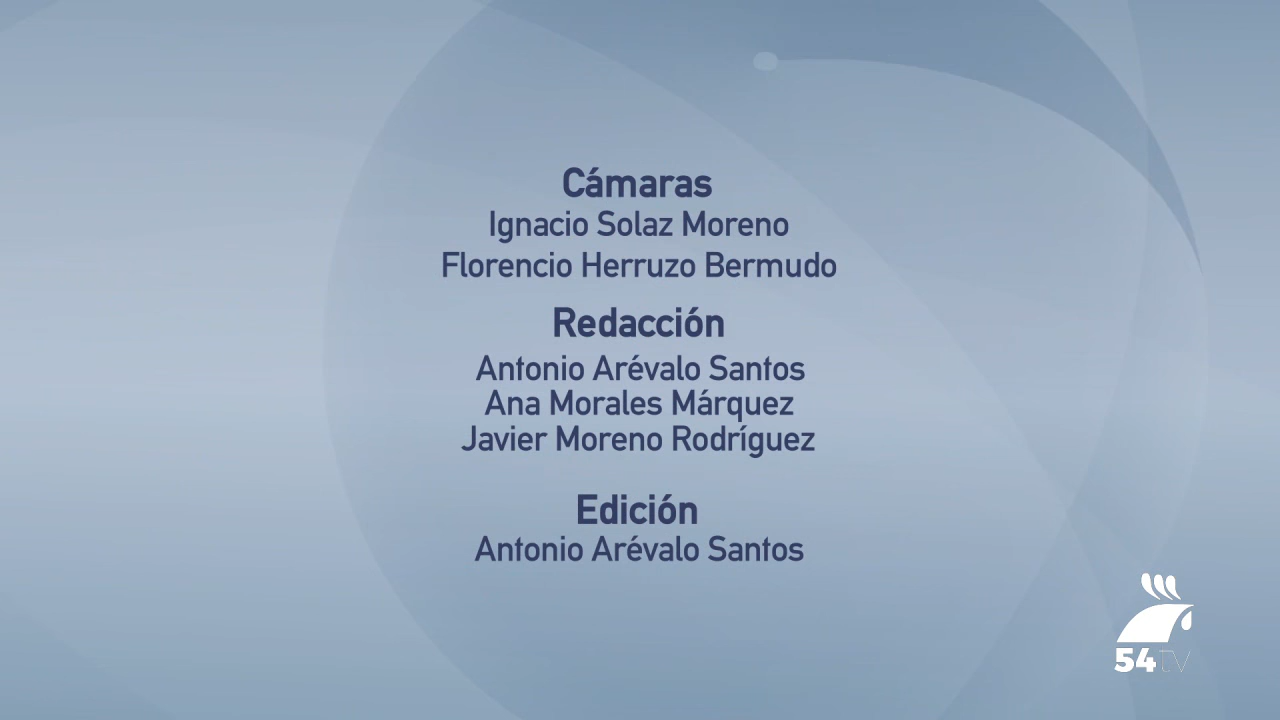 Cámaras
Ignacio Solaz Moreno
Florencio Herruzo Bermudo
Redacción
Antonio Arévalo Santos
Ana Morales Márquez
Javier Moreno Rodríguez
Edición
Antonio Arévalo Santos
54TV